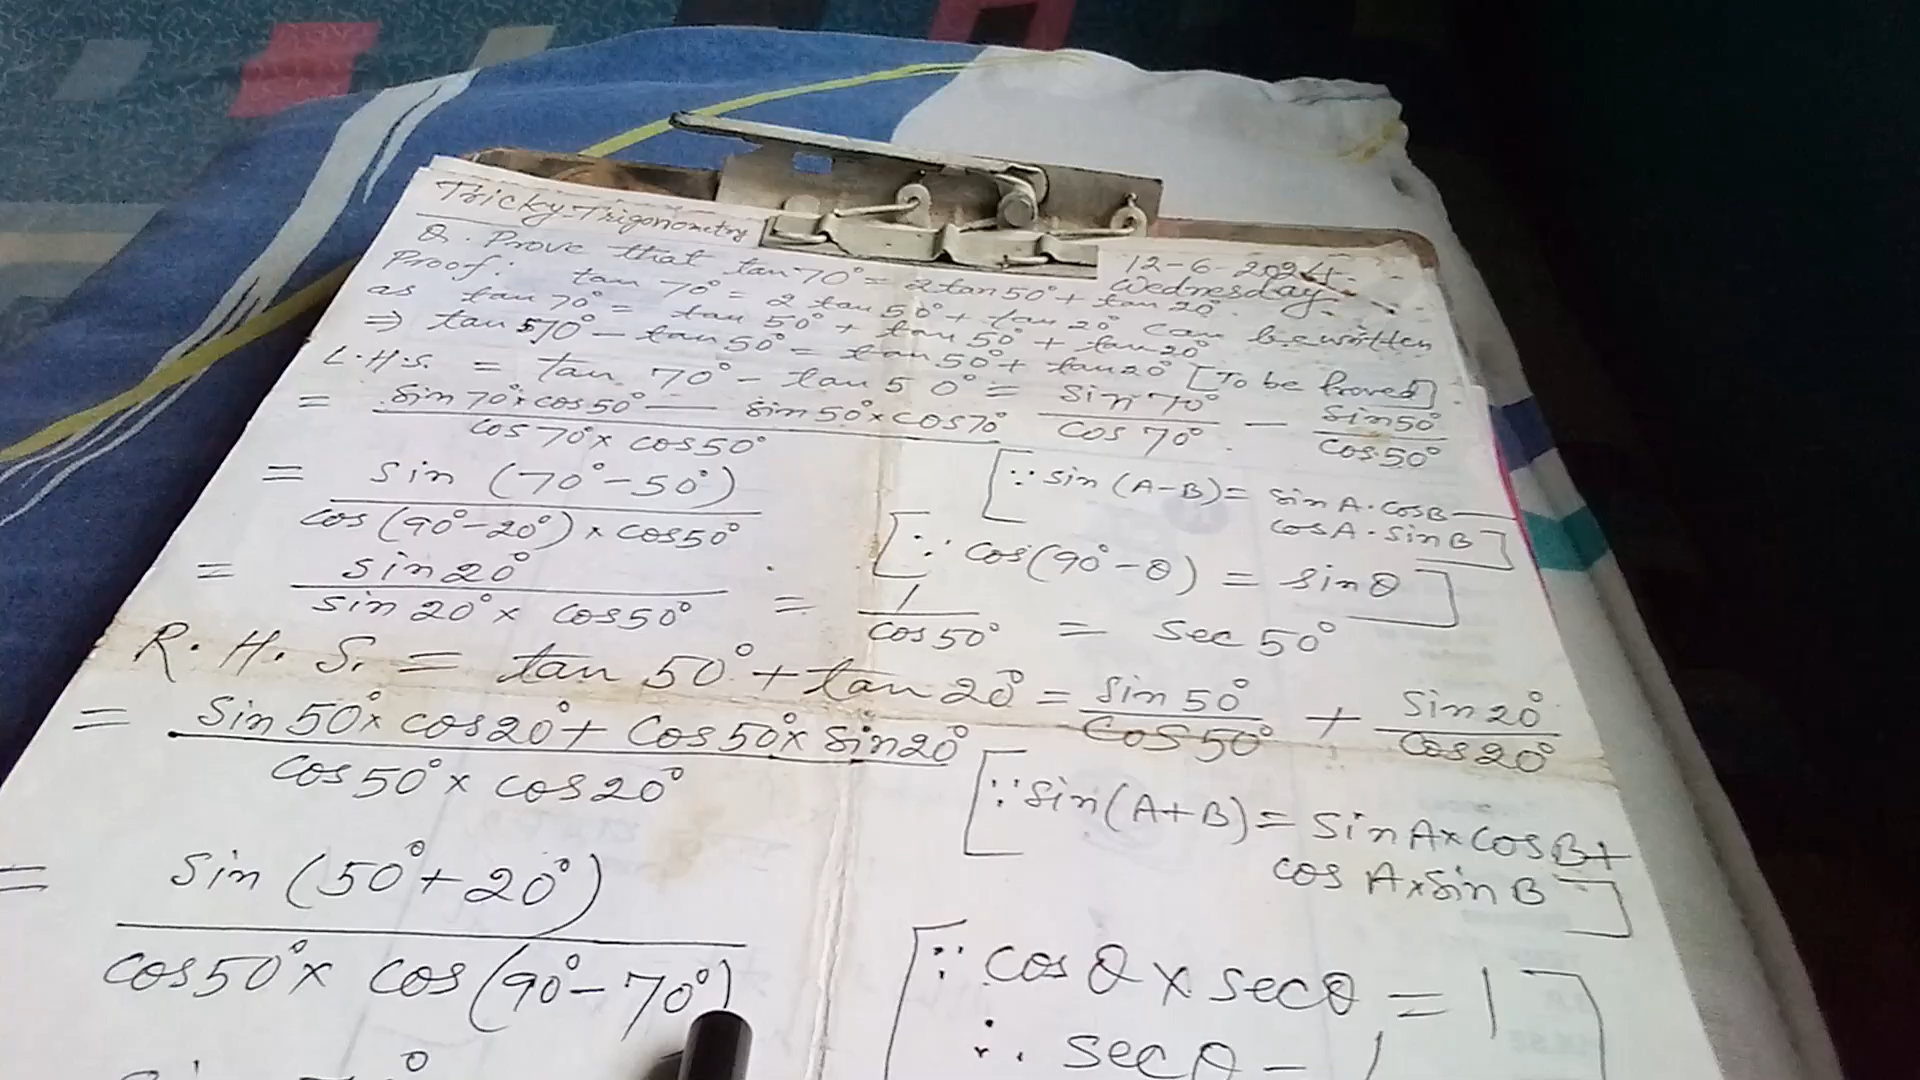 Tricky Trigonometry
12-6-2024
Wednesday.
Q. Prove that tan 70° = 2 tan 50° + tan 20°.
Proof: tan 70° = 2 tan 50° + tan 20° can be written
as tan 70° = tan 50° + tan 50° + tan 20°
⇒ tan 70° – tan 50° = tan 50° + tan 20° [To be Proved]
L.H.S. = tan 70° – tan 50° = sin 70° / cos 70° – sin 50° / cos 50°
= sin 70° × cos 50° – sin 50° × cos 70° / cos 70° × cos 50°
= sin (70° – 50°) / cos (90° – 20°) × cos 50°
[∵ sin (A – B) = sin A . cos B –
cos A . sin B]
[∵ cos (90° – θ) = sin θ]
= sin 20° / sin 20° × cos 50° = 1 / cos 50° = sec 50°
R.H.S. = tan 50° + tan 20° = sin 50° / cos 50° + sin 20° / cos 20°
= sin 50° × cos 20° + cos 50° × sin 20° / cos 50° × cos 20°
[∵ sin (A + B) = sin A × cos B +
cos A × sin B]
= sin (50° + 20°) / cos 50° × cos (90° – 70°)
[∵ cos θ × sec θ = 1
∴ sec θ = 1